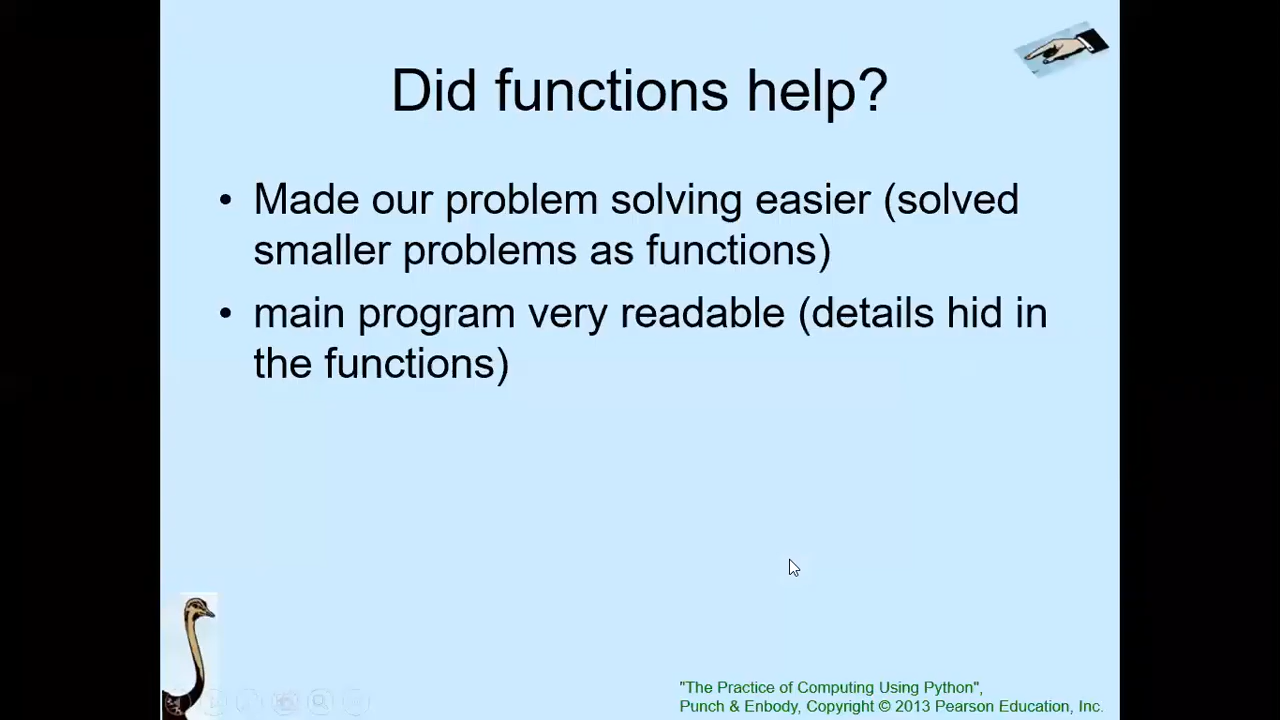 Did functions help?
• Made our problem solving easier (solved
smaller problems as functions)
• main program very readable (details hid in
the functions)
"The Practice of Computing Using Python",
Punch & Enbody, Copyright © 2013 Pearson Education, Inc.